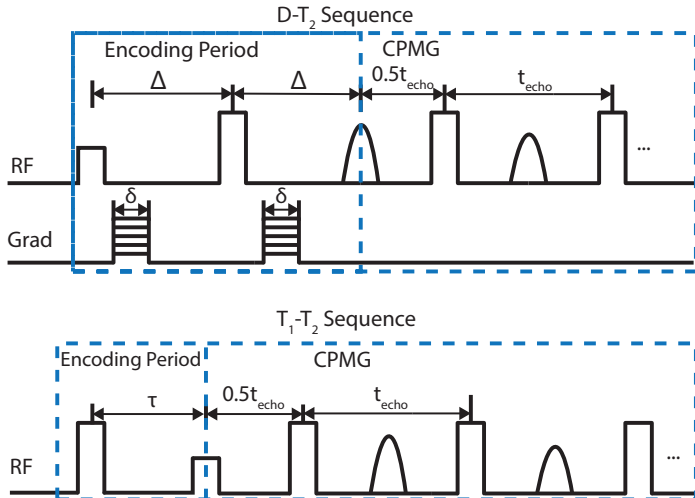 D-T₂ Sequence
Encoding Period CPMG
Δ Δ 0.5t_echo t_echo
RF ...
δ δ
Grad
T₁-T₂ Sequence
Encoding Period CPMG
τ 0.5t_echo t_echo
RF ...